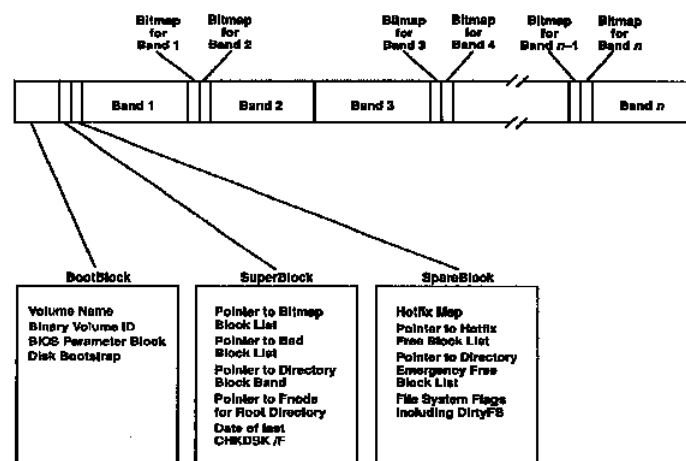 Bitmap
for
Band 1
Bitmap
for
Band 2
Bitmap
for
Band 3
Bitmap
for
Band 4
Bitmap
for
Band n–1
Bitmap
for
Band n
Band 1
Band 2
Band 3
Band n
BootBlock
Volume Name
Binary Volume ID
BIOS Parameter Block
Disk Bootstrap
SuperBlock
Pointer to Bitmap
Block List
Pointer to Bad
Block List
Pointer to Directory
Block Band
Pointer to Fnode
for Root Directory
Date of last
CHKDSK /F
SpareBlock
Hotfix Map
Pointer to Hotfix
Free Block List
Pointer to Directory
Emergency Free
Block List
File System Flags
Including DirtyFS